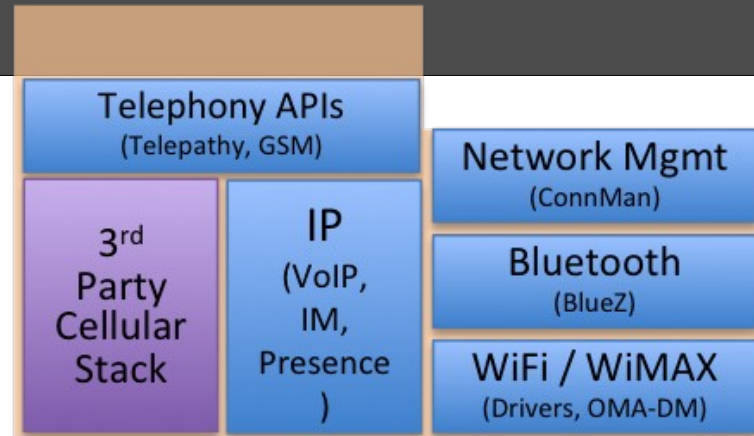 Telephony APIs
(Telepathy, GSM)
3rd
Party
Cellular
Stack
IP
(VoIP,
IM,
Presence
)
Network Mgmt
(ConnMan)
Bluetooth
(BlueZ)
WiFi / WiMAX
(Drivers, OMA-DM)